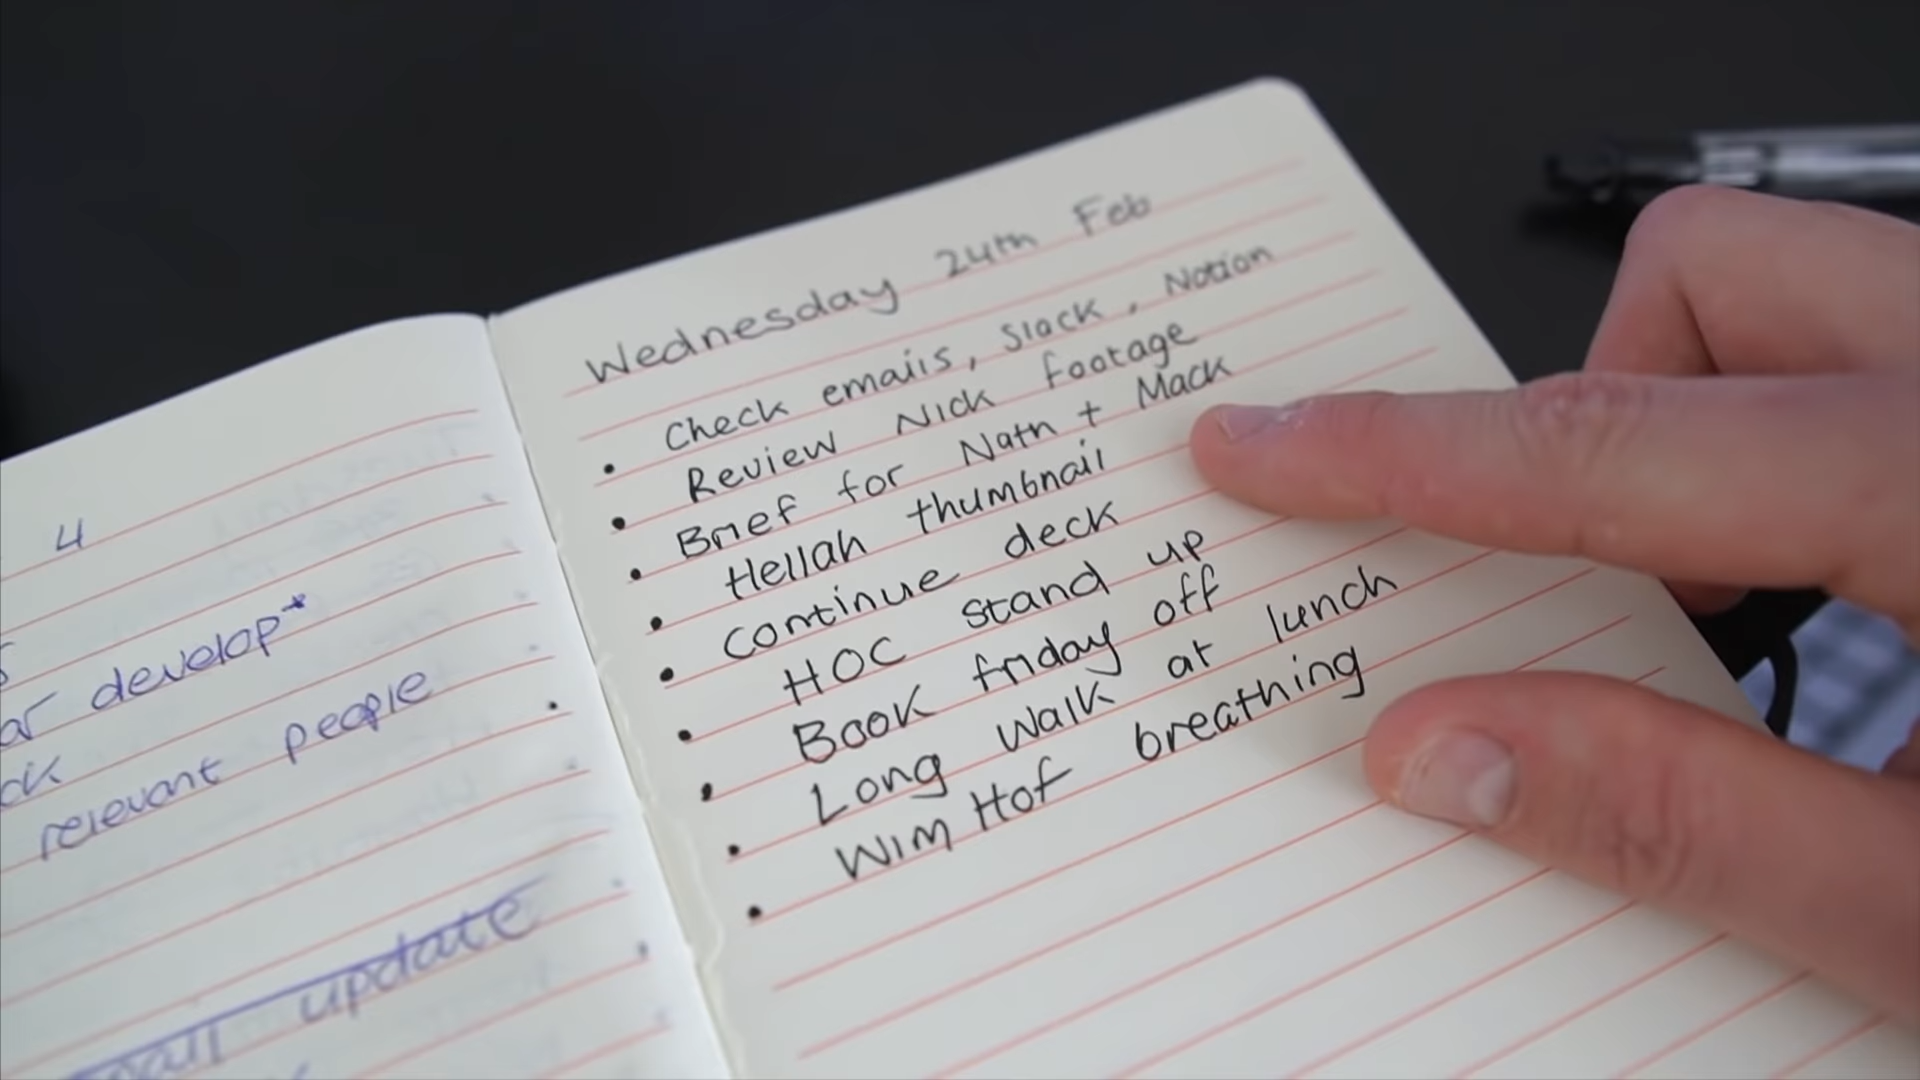 4
develop*
relevant people
update
Wednesday 24th Feb
• Check emails, Slack, Notion
• Review Nick footage
• Brief for Nath + Mack
• Hellah thumbnail
• Continue deck
• HOC stand up
• Book friday off
• Long walk at lunch
• Wim Hof breathing